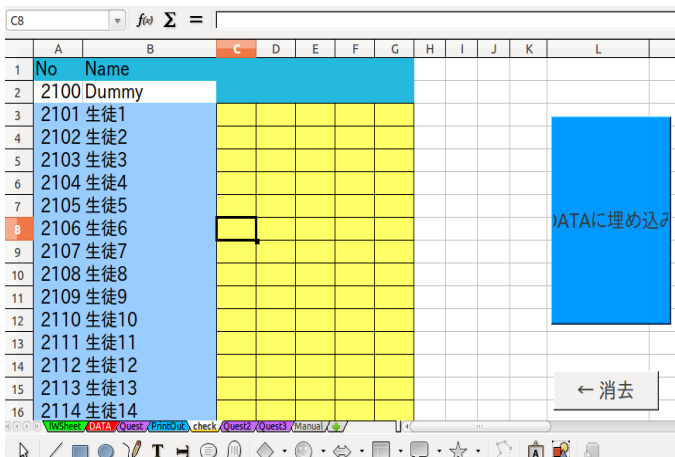 C8 f(x) Σ =
A B C D E F G H I J K L
1 No Name
2 2100 Dummy
3 2101 生徒1
4 2102 生徒2
5 2103 生徒3
6 2104 生徒4
7 2105 生徒5
8 2106 生徒6
9 2107 生徒7
10 2108 生徒8
11 2109 生徒9
12 2110 生徒10
13 2111 生徒11
14 2112 生徒12
15 2113 生徒13
16 2114 生徒14
DATAに埋め込み
← 消去
IWSheet DATA Quest PrintOut check Quest2 Quest3 Manual
T